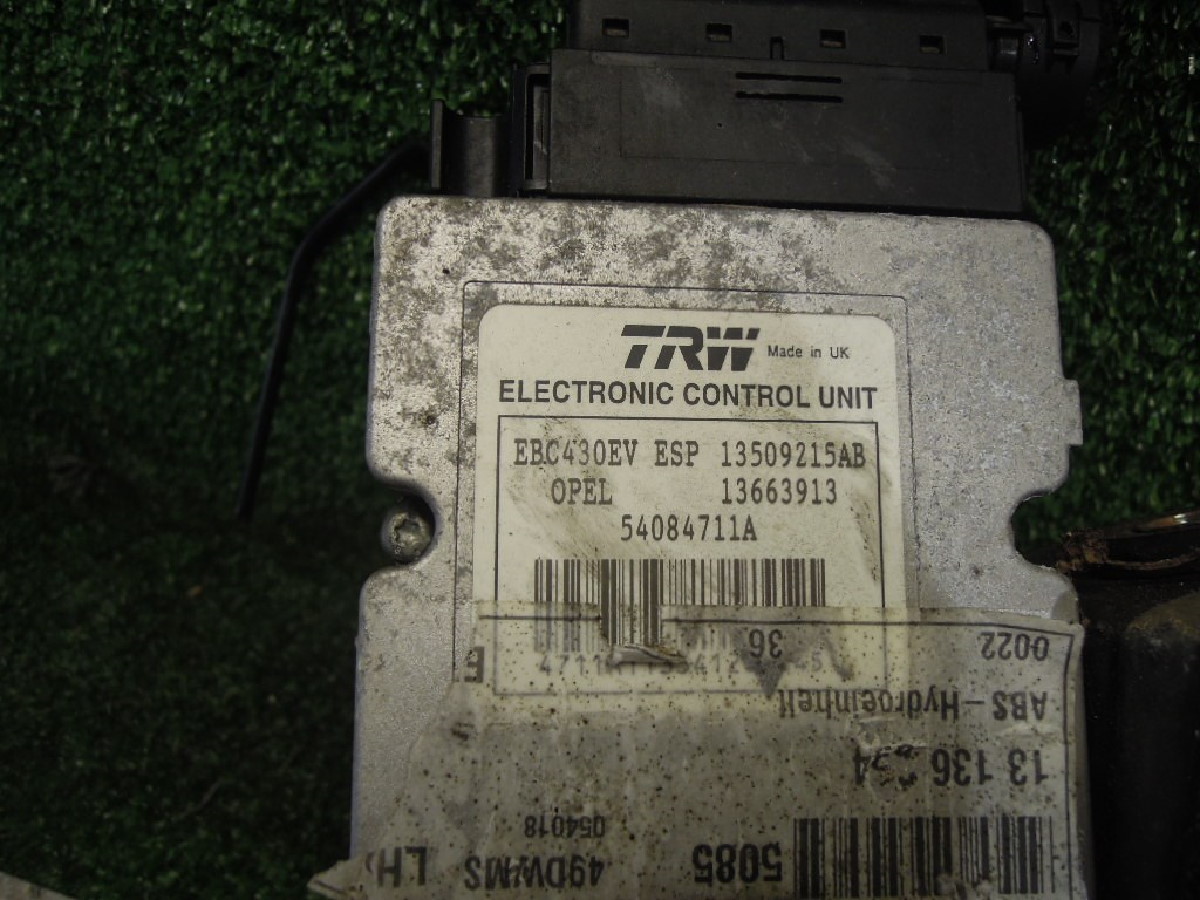 TRW Made in UK
ELECTRONIC CONTROL UNIT
EBC430EV ESP 13509215AB
OPEL 13663913
54084711A
0022 36 E
ABS-Hydroeinheit
13 136
5085 49DWMS LH
054018